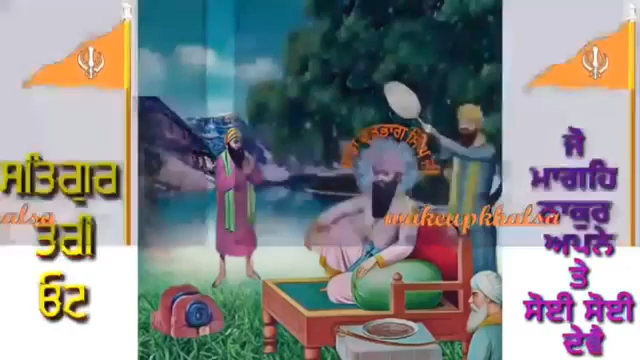 ਸਤਿਗੁਰ
ਤੇਰੀ
ਓਟ
wakeupkhalsa
ਜੋ
ਮਾਗਹਿ
ਠਾਕੁਰ
ਅਪੁਨੇ
ਤੇ
ਸੋਈ ਸੋਈ
ਦੇਵੈ